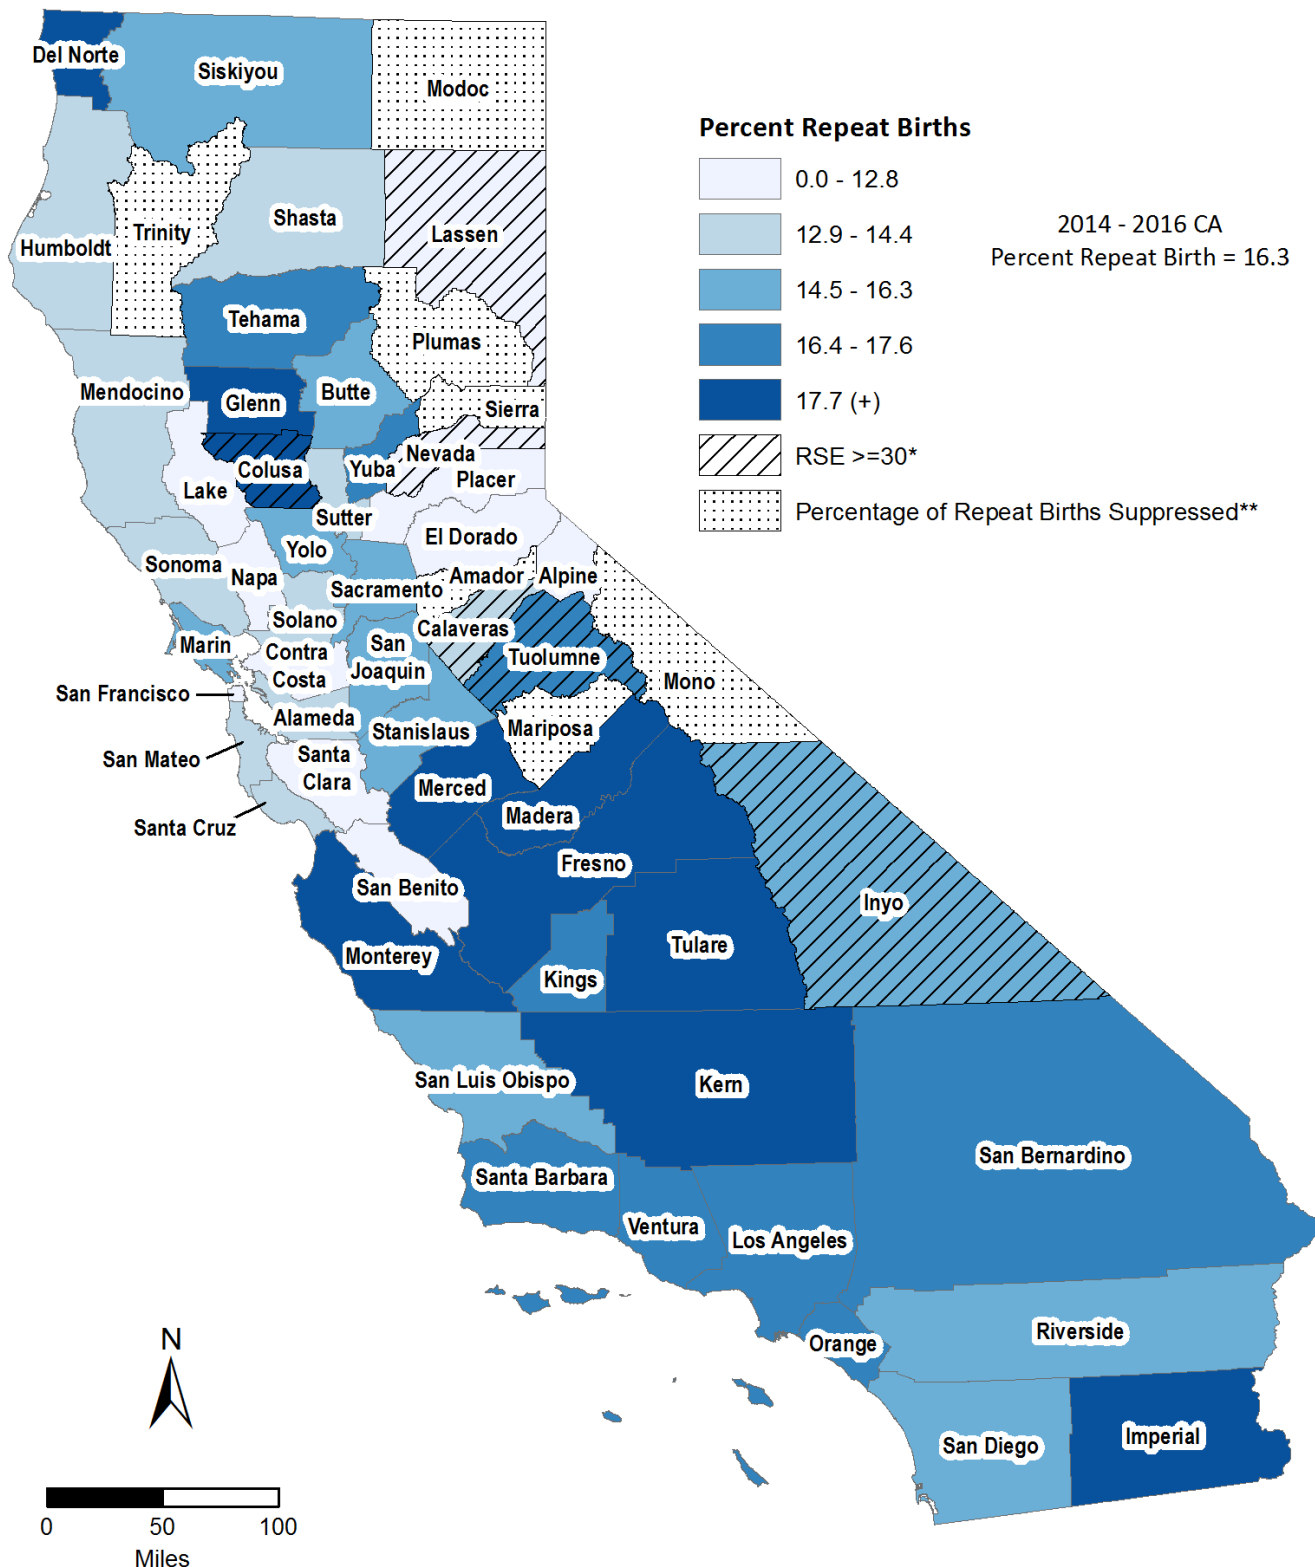 Del Norte
Siskiyou
Modoc
Percent Repeat Births
0.0 - 12.8
12.9 - 14.4
14.5 - 16.3
16.4 - 17.6
17.7 (+)
RSE >=30*
Percentage of Repeat Births Suppressed**
2014 - 2016 CA
Percent Repeat Birth = 16.3
Humboldt
Trinity
Shasta
Lassen
Tehama
Plumas
Mendocino
Glenn
Butte
Sierra
Colusa
Yuba
Nevada
Lake
Placer
Sutter
El Dorado
Yolo
Sonoma
Napa
Sacramento
Amador
Alpine
Solano
Calaveras
Marin
Contra
Costa
San
Joaquin
Tuolumne
Mono
San Francisco
Alameda
Stanislaus
Mariposa
San Mateo
Santa
Clara
Merced
Santa Cruz
Madera
Fresno
San Benito
Inyo
Monterey
Tulare
Kings
San Luis Obispo
Kern
San Bernardino
Santa Barbara
Ventura
Los Angeles
Orange
Riverside
San Diego
Imperial
N
0
50
100
Miles